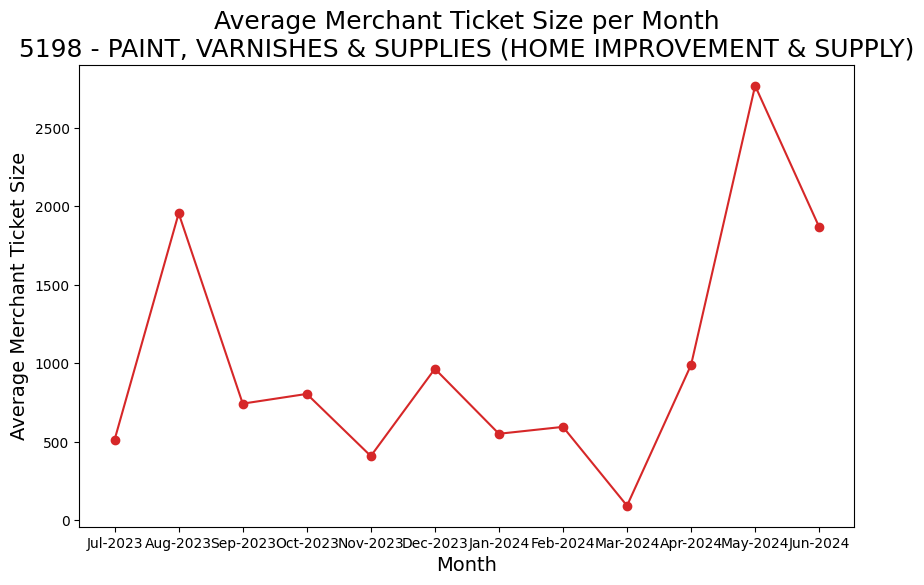 Average Merchant Ticket Size per Month
5198 - PAINT, VARNISHES & SUPPLIES (HOME IMPROVEMENT & SUPPLY)
Average Merchant Ticket Size
2500
2000
1500
1000
500
0
Jul-2023 Aug-2023 Sep-2023 Oct-2023 Nov-2023 Dec-2023 Jan-2024 Feb-2024 Mar-2024 Apr-2024 May-2024 Jun-2024
Month